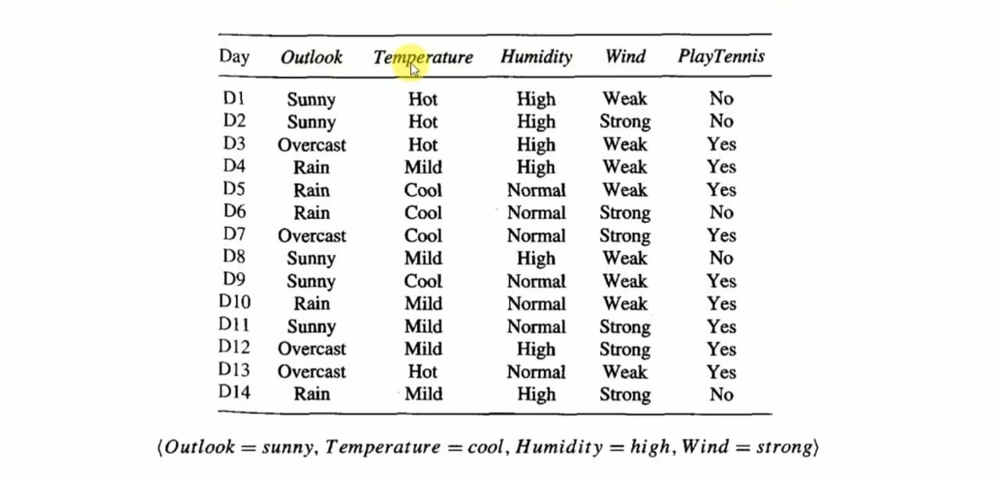 Day Outlook Temperature Humidity Wind PlayTennis
D1 Sunny Hot High Weak No
D2 Sunny Hot High Strong No
D3 Overcast Hot High Weak Yes
D4 Rain Mild High Weak Yes
D5 Rain Cool Normal Weak Yes
D6 Rain Cool Normal Strong No
D7 Overcast Cool Normal Strong Yes
D8 Sunny Mild High Weak No
D9 Sunny Cool Normal Weak Yes
D10 Rain Mild Normal Weak Yes
D11 Sunny Mild Normal Strong Yes
D12 Overcast Mild High Strong Yes
D13 Overcast Hot Normal Weak Yes
D14 Rain Mild High Strong No
⟨Outlook = sunny, Temperature = cool, Humidity = high, Wind = strong⟩